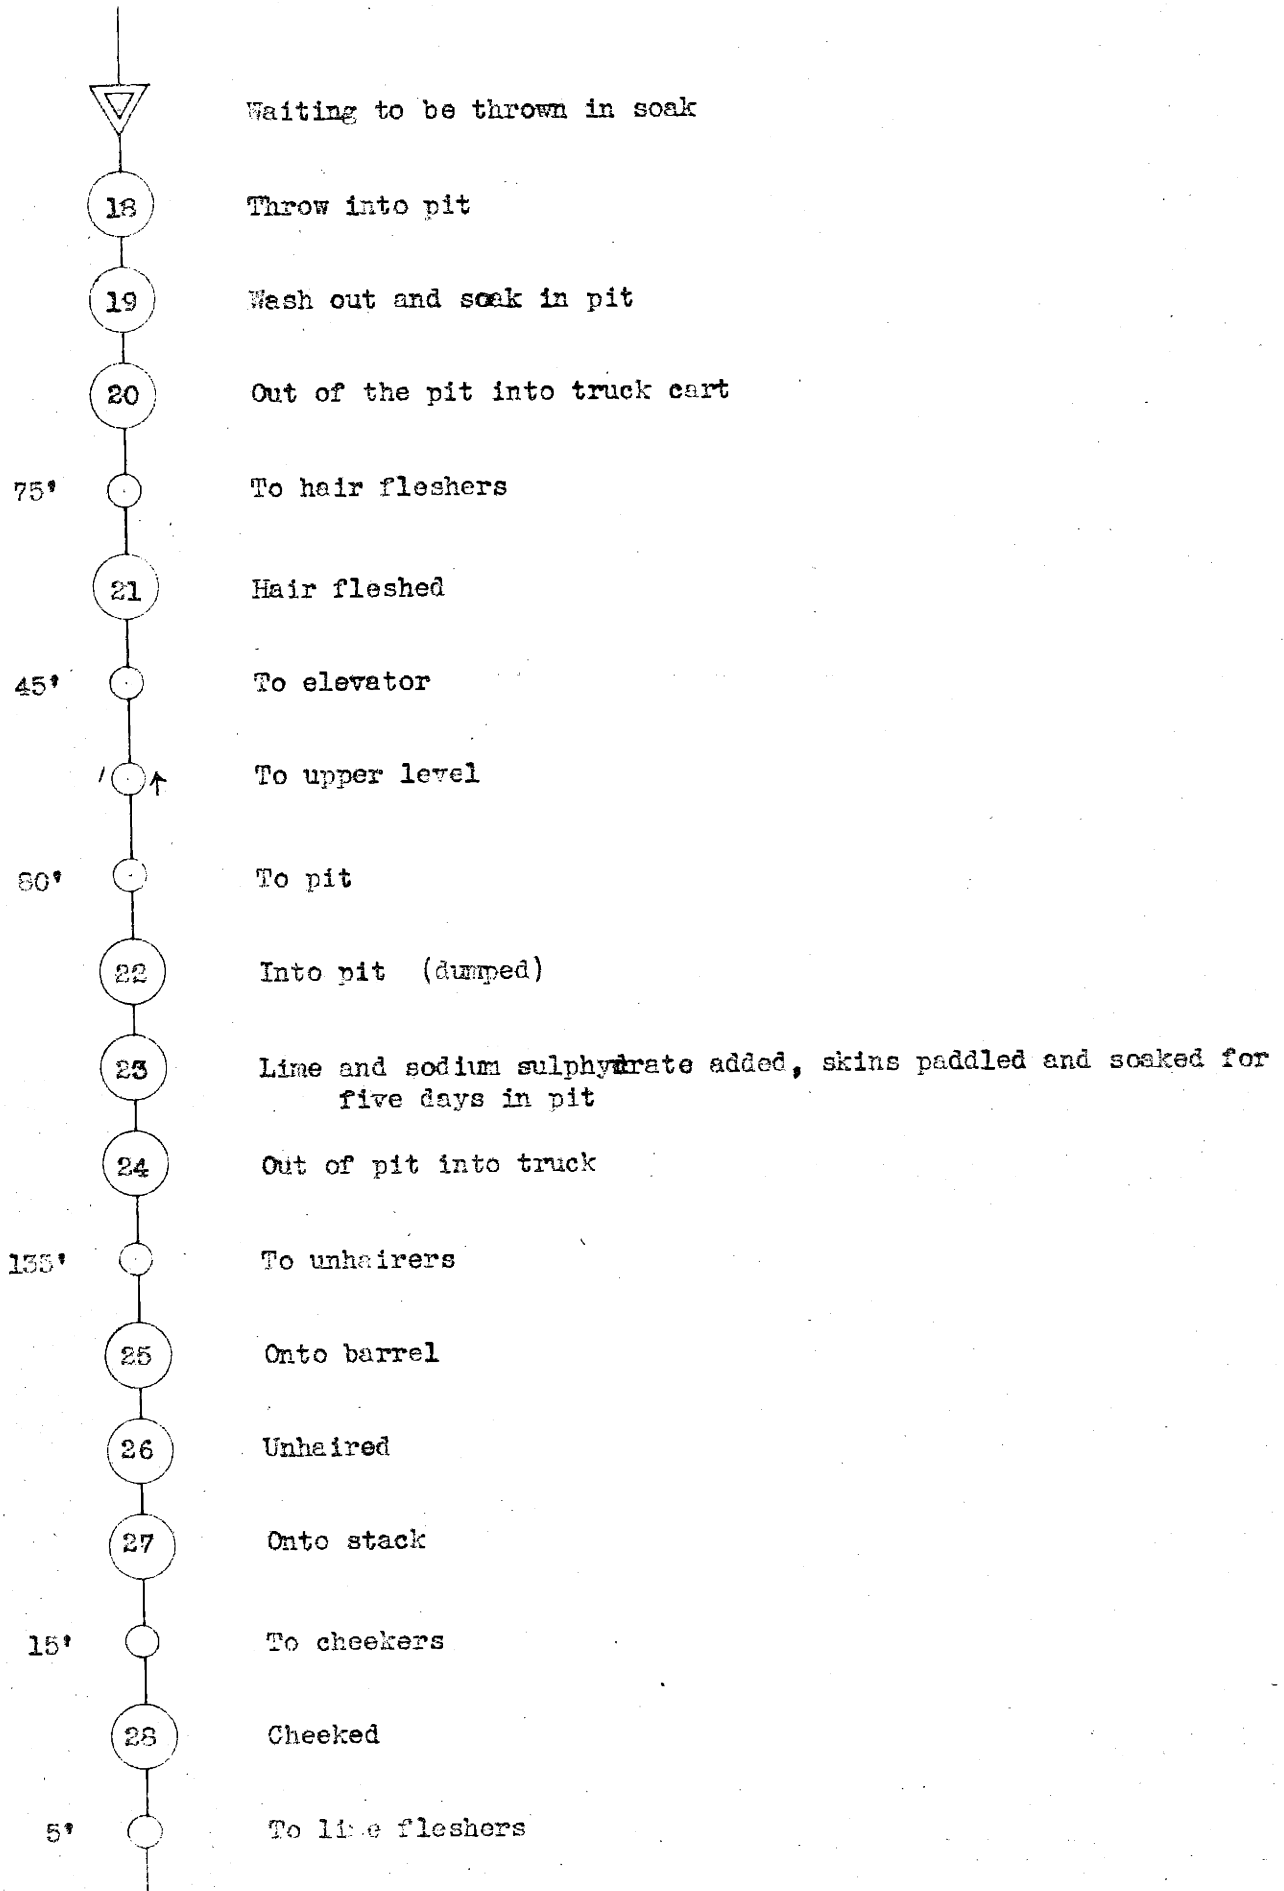 Waiting to be thrown in soak
18 Throw into pit
19 Wash out and soak in pit
20 Out of the pit into truck cart
75' To hair fleshers
21 Hair fleshed
45' To elevator
To upper level
80' To pit
22 Into pit (dumped)
23 Lime and sodium sulphydrate added, skins paddled and soaked for
five days in pit
24 Out of pit into truck
135' To unhairers
25 Onto barrel
26 Unhaired
27 Onto stack
15' To cheekers
28 Cheeked
5' To lime fleshers